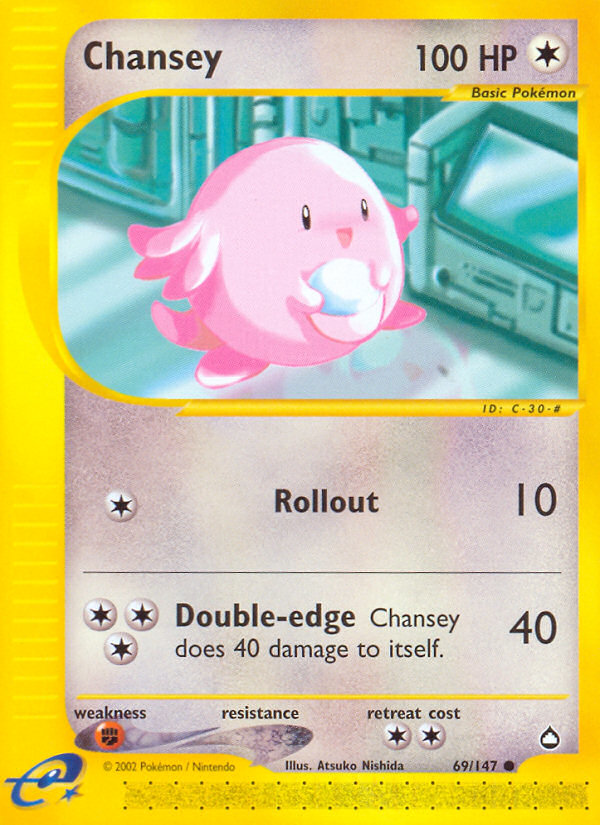 Chansey 100 HP
Basic Pokémon
ID: C-30-#
Rollout 10
Double-edge Chansey
does 40 damage to itself. 40
weakness resistance retreat cost
© 2002 Pokémon / Nintendo Illus. Atsuko Nishida 69/147
e